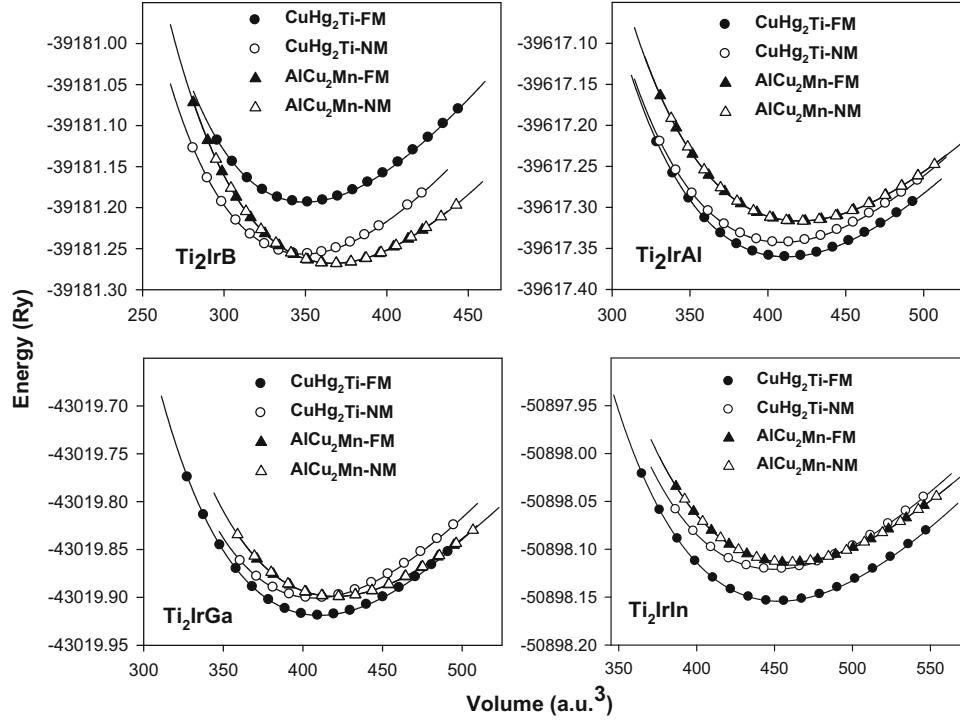 Energy (Ry)
-39181.00
-39181.05
-39181.10
-39181.15
-39181.20
-39181.25
-39181.30
250 300 350 400 450
CuHg₂Ti-FM
CuHg₂Ti-NM
AlCu₂Mn-FM
AlCu₂Mn-NM
Ti₂IrB
-39617.10
-39617.20
-39617.25
-39617.30
-39617.35
-39617.40
300 350 400 450 500
CuHg₂Ti-FM
CuHg₂Ti-NM
AlCu₂Mn-FM
AlCu₂Mn-NM
Ti₂IrAl
-43019.70
-43019.75
-43019.80
-43019.85
-43019.90
-43019.95
300 350 400 450 500
CuHg₂Ti-FM
CuHg₂Ti-NM
AlCu₂Mn-FM
AlCu₂Mn-NM
Ti₂IrGa
-50897.95
-50898.00
-50898.05
-50898.10
-50898.15
-50898.20
350 400 450 500 550
CuHg₂Ti-FM
CuHg₂Ti-NM
AlCu₂Mn-FM
AlCu₂Mn-NM
Ti₂IrIn
Volume (a.u.³)